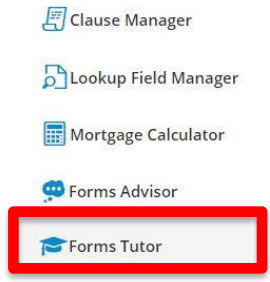 Clause Manager
Lookup Field Manager
Mortgage Calculator
Forms Advisor
Forms Tutor